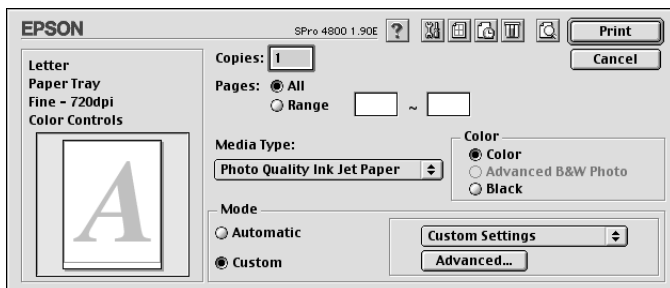 EPSON SPro 4800 1.90E ? Print
Cancel
Letter
Paper Tray
Fine - 720dpi
Color Controls
A
Copies: 1
Pages: All
Range ~
Media Type:
Photo Quality Ink Jet Paper
Color
Color
Advanced B&W Photo
Black
Mode
Automatic
Custom
Custom Settings
Advanced...